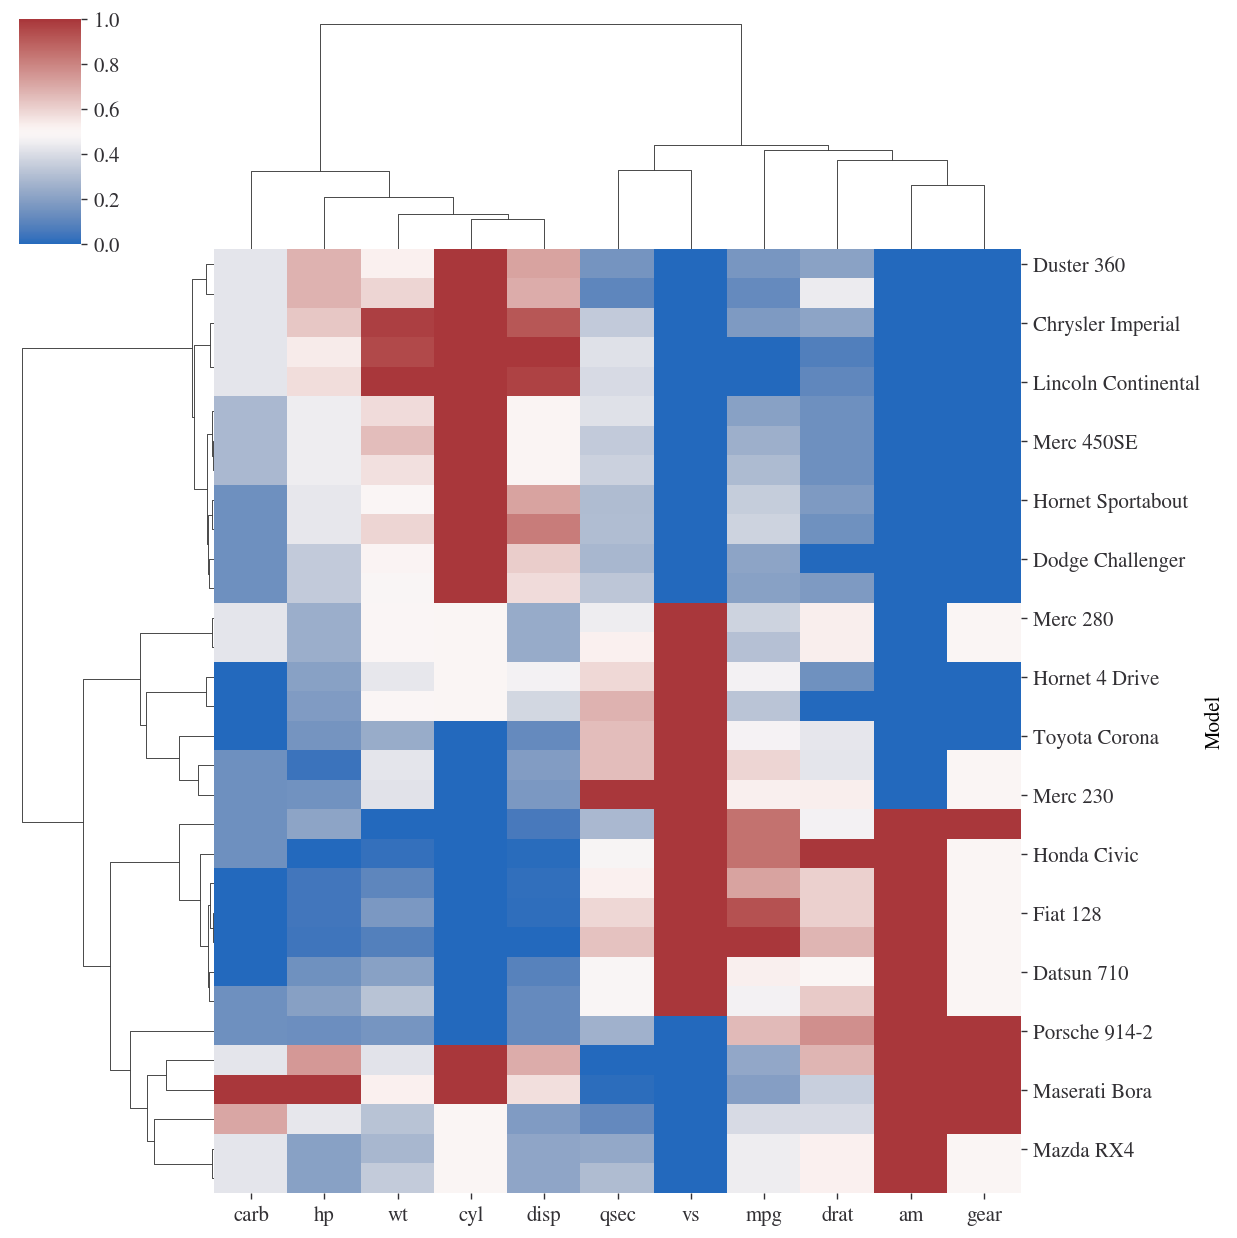 1.0
0.8
0.6
0.4
0.2
0.0
Duster 360
Chrysler Imperial
Lincoln Continental
Merc 450SE
Hornet Sportabout
Dodge Challenger
Merc 280
Hornet 4 Drive
Toyota Corona
Merc 230
Honda Civic
Fiat 128
Datsun 710
Porsche 914-2
Maserati Bora
Mazda RX4
Model
carb hp wt cyl disp qsec vs mpg drat am gear